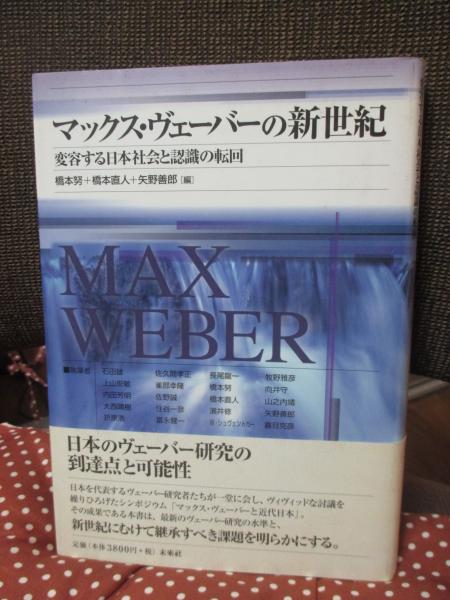 マックス・ヴェーバーの新世紀
変容する日本社会と認識の転回
橋本努+橋本直人+矢野善郎[編]
MAX
WEBER
■執筆者 石田雄 佐久間孝正 長尾龍一 牧野雅彦
上山安敏 雀部幸隆 橋本努 向井守
内田芳明 佐野誠 橋本直人 山之内靖
大西晴樹 住谷一彦 濱井修 矢野善郎
折原浩 富永健一 W・シュヴェントカー 嘉目克彦
日本のヴェーバー研究の
到達点と可能性
日本を代表するヴェーバー研究者たちが一堂に会し、ヴィヴィッドな討議を
繰りひろげたシンポジウム「マックス・ヴェーバーと近代日本」。
その成果である本書は、最新のヴェーバー研究の水準と、
新世紀にむけて継承すべき課題を明らかにする。
定価(本体3800円+税) 未來社